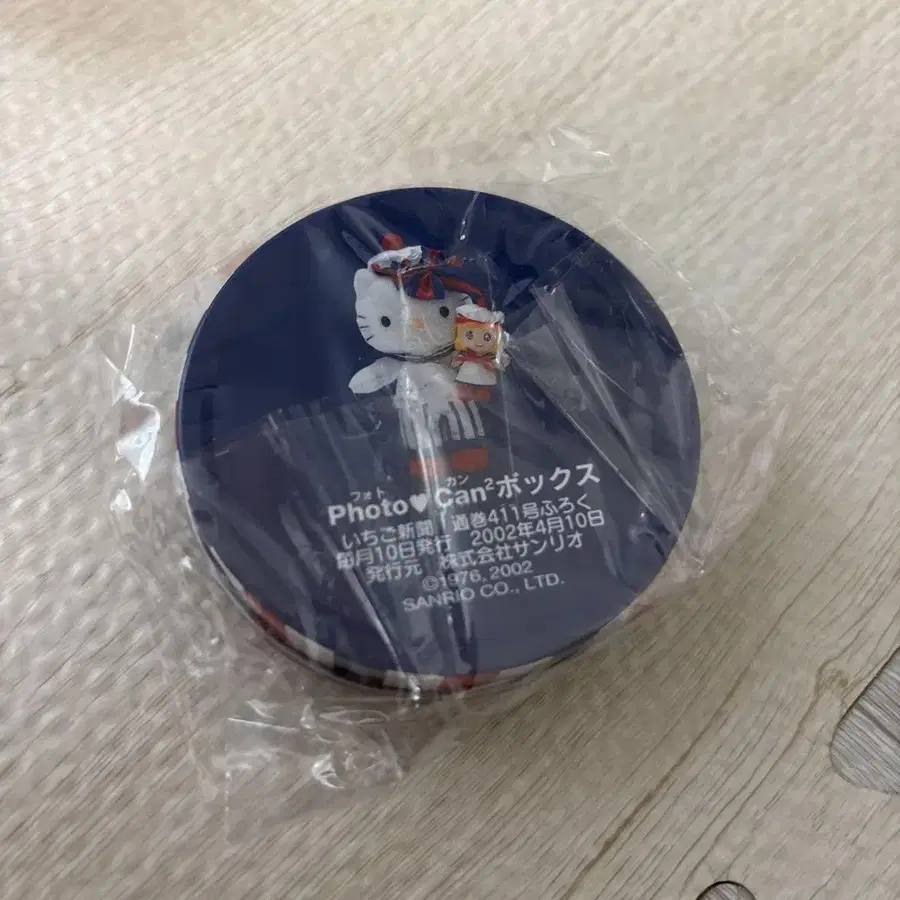 フォト カン
Photo♥Can²ボックス
いちご新聞 通巻411号ふろく
毎月10日発行 2002年4月10日
発行元 株式会社サンリオ
©1976, 2002
SANRIO CO., LTD.